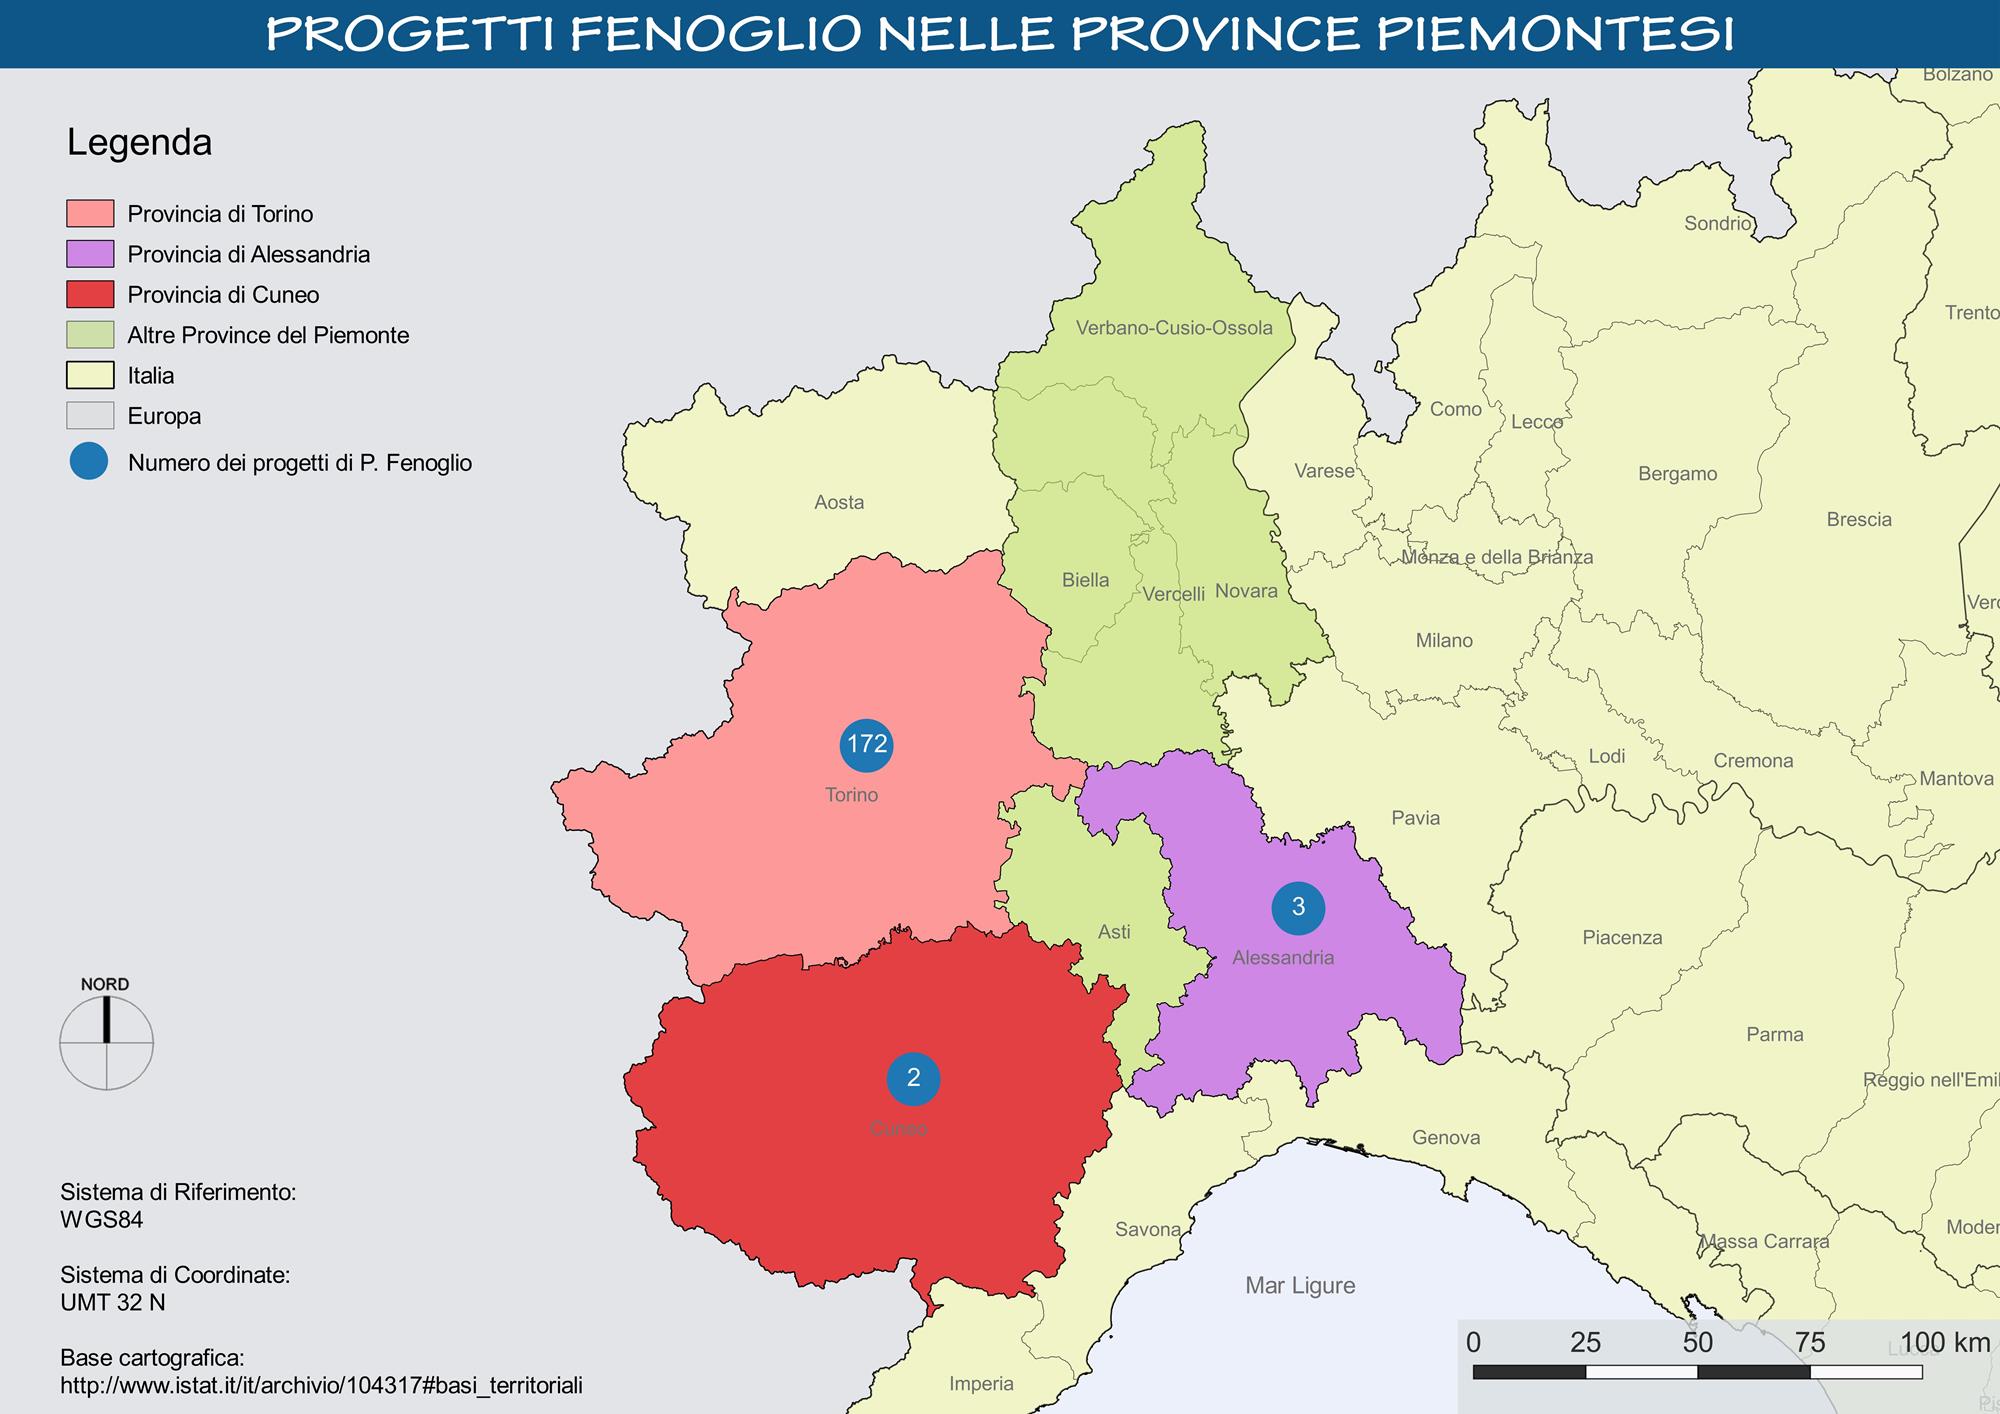 PROGETTI FENOGLIO NELLE PROVINCE PIEMONTESI
Legenda
Provincia di Torino
Provincia di Alessandria
Provincia di Cuneo
Altre Province del Piemonte
Italia
Europa
Numero dei progetti di P. Fenoglio
Bolzano
Sondrio
Trento
Verbano-Cusio-Ossola
Como
Lecco
Varese
Bergamo
Aosta
Brescia
Monza e della Brianza
Biella
Vercelli
Novara
Verc
Milano
172
Torino
Lodi
Cremona
Mantova
Pavia
3
Alessandria
Asti
Piacenza
NORD
Parma
2
Cuneo
Reggio nell'Emil
Genova
Sistema di Riferimento:
WGS84
Savona
Massa Carrara
Moder
Mar Ligure
Sistema di Coordinate:
UMT 32 N
0 25 50 75 100 km
Base cartografica:
http://www.istat.it/it/archivio/104317#basi_territoriali
Imperia